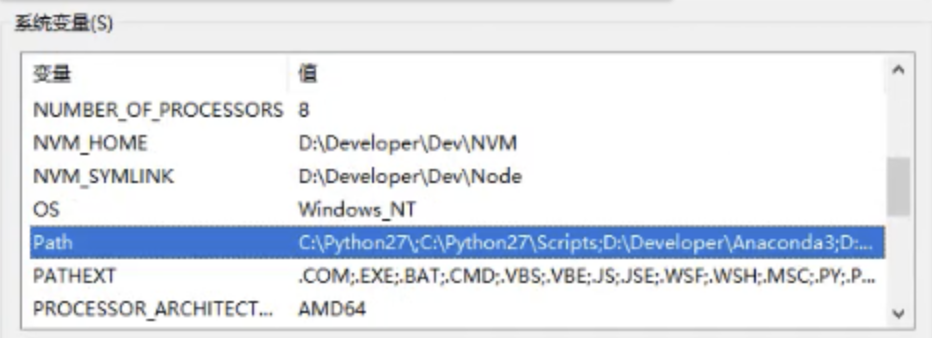 系统变量(S)
变量 值
NUMBER_OF_PROCESSORS 8
NVM_HOME D:\Developer\Dev\NVM
NVM_SYMLINK D:\Developer\Dev\Node
OS Windows_NT
Path C:\Python27\;C:\Python27\Scripts;D:\Developer\Anaconda3;D:...
PATHEXT .COM;.EXE;.BAT;.CMD;.VBS;.VBE;.JS;.JSE;.WSF;.WSH;.MSC;.PY;.P...
PROCESSOR_ARCHITECT... AMD64